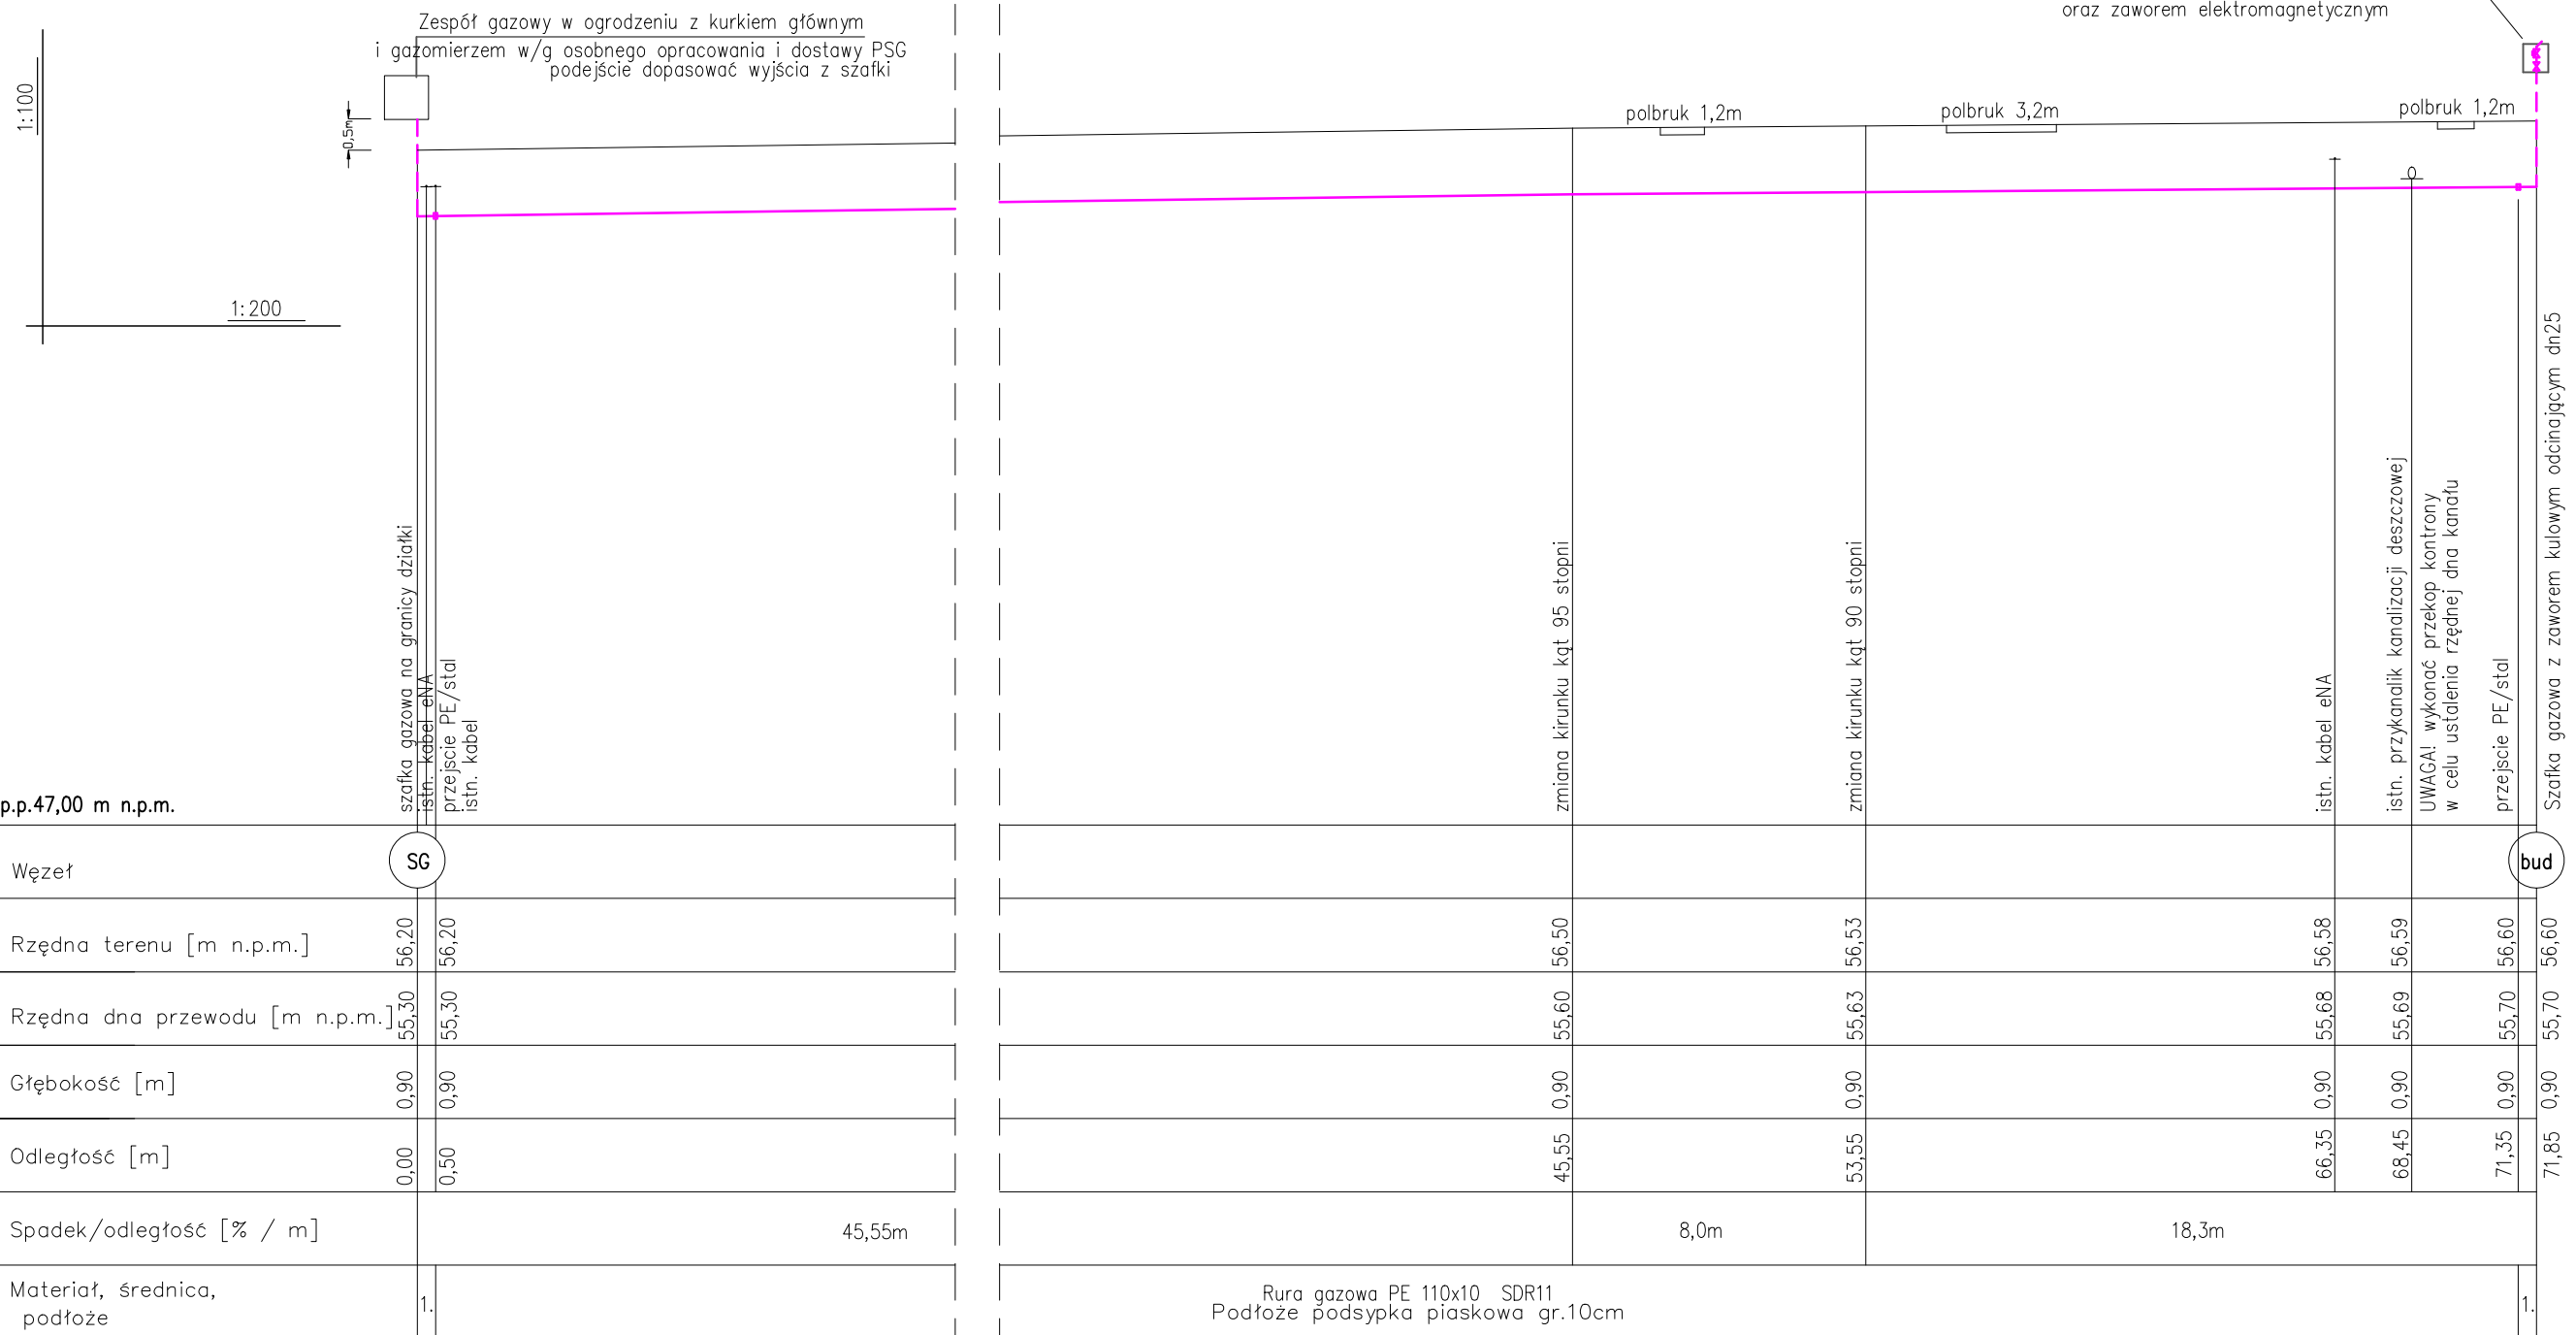 Zespół gazowy w ogrodzeniu z kurkiem głównym
i gazomierzem w/g osobnego opracowania i dostawy PSG
podejście dopasować wyjścia z szafki
oraz zaworem elektromagnetycznym
1:100
1:200
0,5m
polbruk 1,2m
polbruk 3,2m
polbruk 1,2m
szafka gazowa na granicy działki
istn. kabel eNA
przejscie PE/stal
istn. kabel
zmiana kirunku kąt 95 stopni
zmiana kirunku kąt 90 stopni
istn. kabel eNA
istn. przykanalik kanalizacji deszczowej
UWAGA! wykonać przekop kontrony
w celu ustalenia rzędnej dna kanału
przejscie PE/stal
Szafka gazowa z zaworem kulowym odcinającym dn25
p.p.47,00 m n.p.m.
Węzeł SG bud
Rzędna terenu [m n.p.m.] 56,20 56,20 56,50 56,53 56,58 56,59 56,60 56,60
Rzędna dna przewodu [m n.p.m.] 55,30 55,30 55,60 55,63 55,68 55,69 55,70 55,70
Głębokość [m] 0,90 0,90 0,90 0,90 0,90 0,90 0,90 0,90
Odległość [m] 0,00 0,50 45,55 53,55 66,35 68,45 71,35 71,85
Spadek/odległość [% / m] 45,55m 8,0m 18,3m
Materiał, średnica,
podłoże
1.
Rura gazowa PE 110x10 SDR11
Podłoże podsypka piaskowa gr.10cm
1.